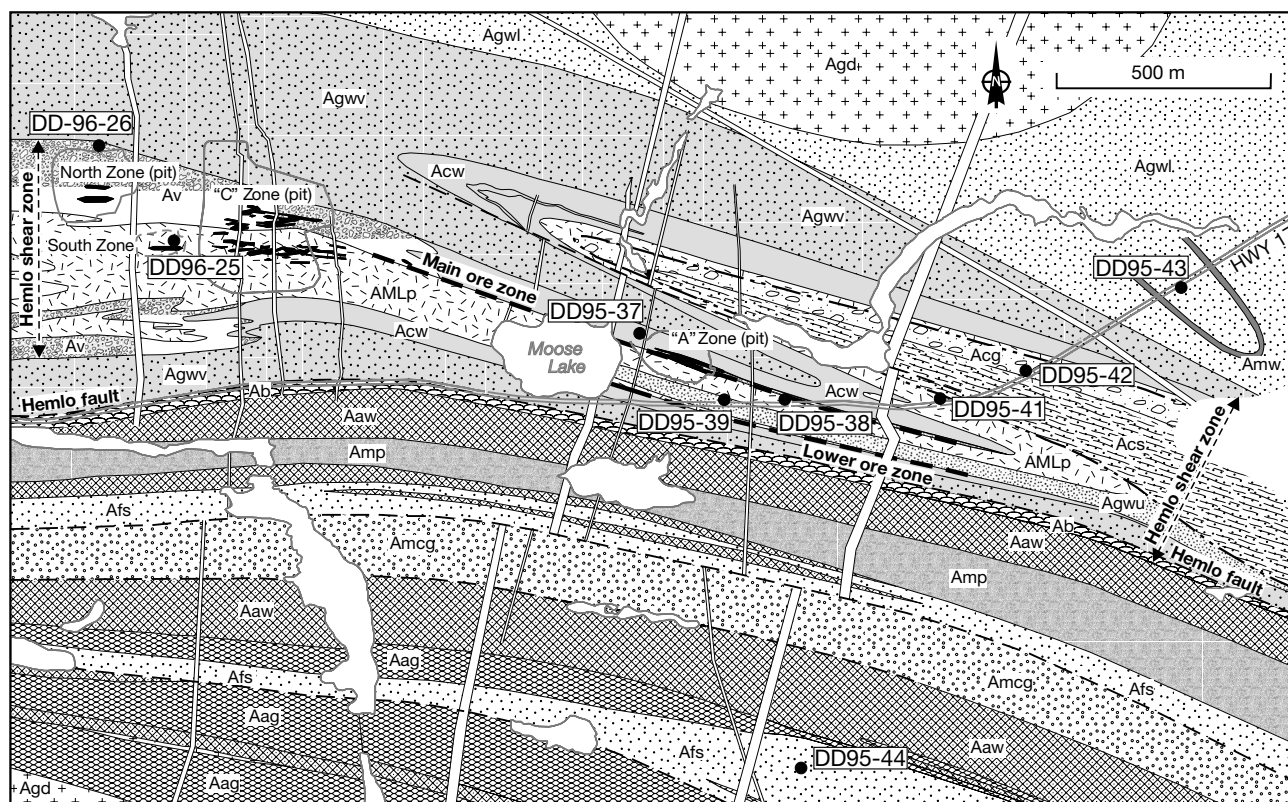 Agwl
Agd
N
500 m
Agwv
DD-96-26
Acw
Agwl
North Zone (pit)
Av
"C" Zone (pit)
Agwv
HWY 1
Hemlo shear zone
South Zone
DD96-25
Main ore zone
DD95-43
AMLp
DD95-37
Acw
"A" Zone (pit)
Moose
Lake
Av
Acg
Amw
Agwv
DD95-42
Hemlo fault
Ab
Acw
DD95-41
Aaw
DD95-39
DD95-38
Acs
Hemlo shear zone
Amp
Lower ore zone
AMLp
Agwu
Afs
Ab
Aaw
Hemlo fault
Amcg
Amp
Aaw
Aag
Afs
Afs
Amcg
Aag
Afs
Aaw
DD95-44
Aag
Agd